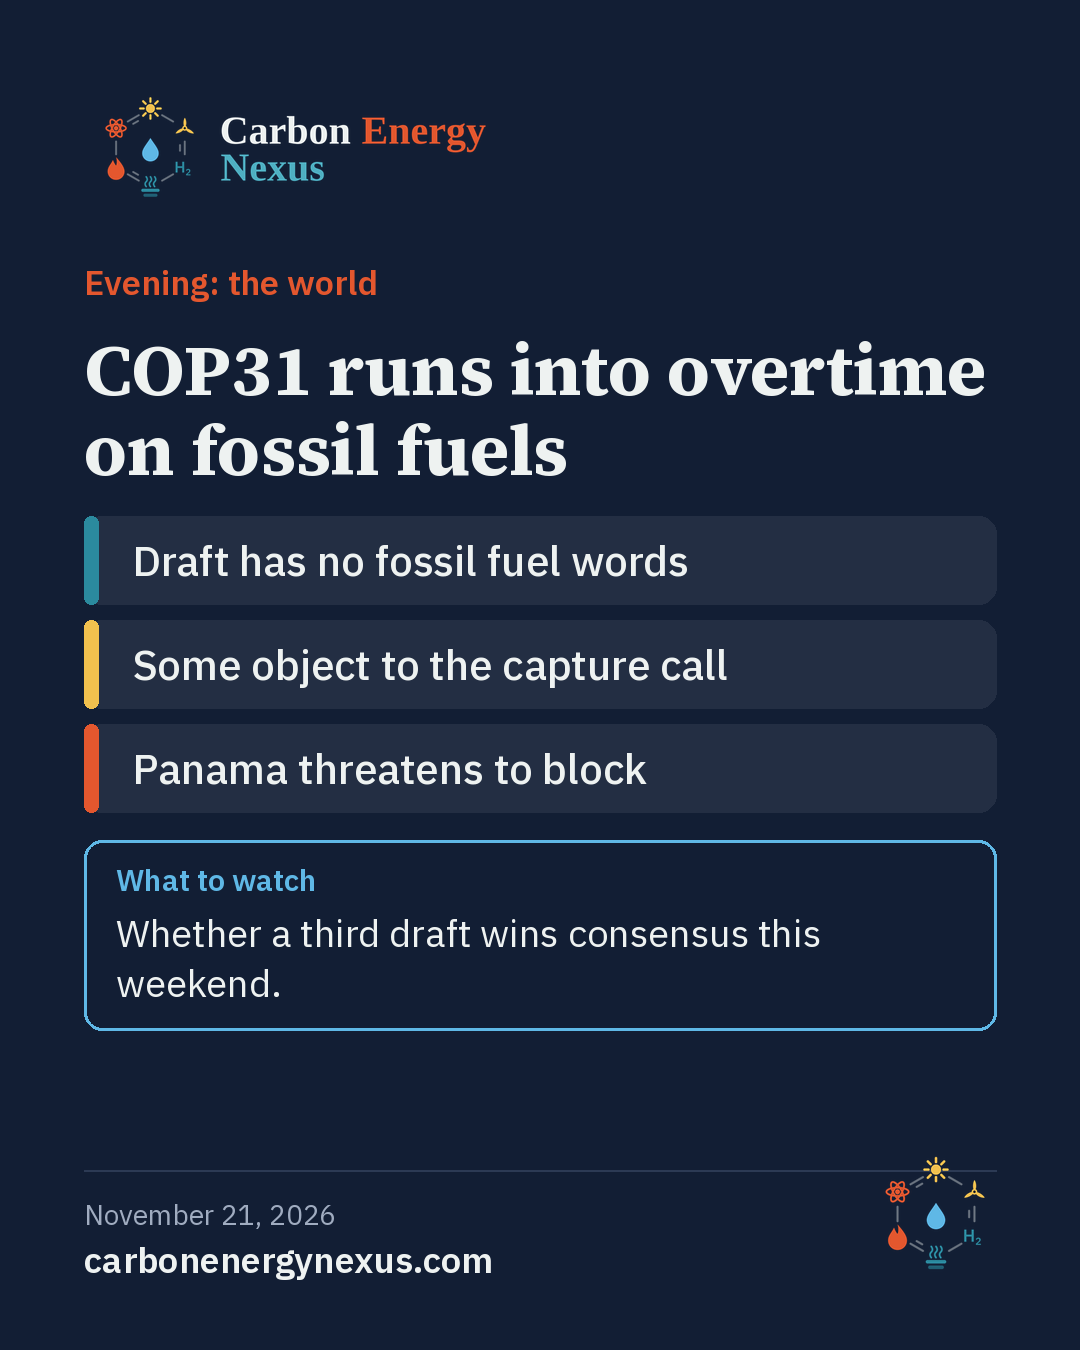 Carbon Energy
Nexus
H₂
Evening: the world
COP31 runs into overtime
on fossil fuels
Draft has no fossil fuel words
Some object to the capture call
Panama threatens to block
What to watch
Whether a third draft wins consensus this
weekend.
November 21, 2026
carbonenergynexus.com
H₂